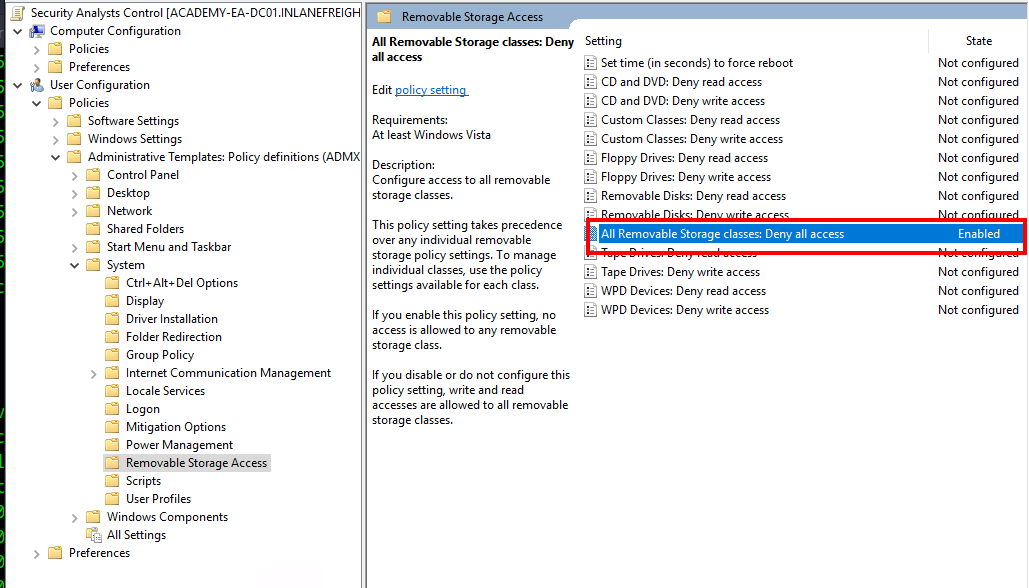 Security Analysts Control [ACADEMY-EA-DC01.INLANEFREIGH
Computer Configuration
Policies
Preferences
User Configuration
Policies
Software Settings
Windows Settings
Administrative Templates: Policy definitions (ADMX
Control Panel
Desktop
Network
Shared Folders
Start Menu and Taskbar
System
Ctrl+Alt+Del Options
Display
Driver Installation
Folder Redirection
Group Policy
Internet Communication Management
Locale Services
Logon
Mitigation Options
Power Management
Removable Storage Access
Scripts
User Profiles
Windows Components
All Settings
Preferences
Removable Storage Access
All Removable Storage classes: Deny
all access
Edit policy setting
Requirements:
At least Windows Vista
Description:
Configure access to all removable
storage classes.
This policy setting takes precedence
over any individual removable
storage policy settings. To manage
individual classes, use the policy
settings available for each class.
If you enable this policy setting, no
access is allowed to any removable
storage class.
If you disable or do not configure this
policy setting, write and read
accesses are allowed to all removable
storage classes.
Setting State
Set time (in seconds) to force reboot Not configured
CD and DVD: Deny read access Not configured
CD and DVD: Deny write access Not configured
Custom Classes: Deny read access Not configured
Custom Classes: Deny write access Not configured
Floppy Drives: Deny read access Not configured
Floppy Drives: Deny write access Not configured
Removable Disks: Deny read access Not configured
Removable Disks: Deny write access Not configured
All Removable Storage classes: Deny all access Enabled
Tape Drives: Deny read access Not configured
Tape Drives: Deny write access Not configured
WPD Devices: Deny read access Not configured
WPD Devices: Deny write access Not configured